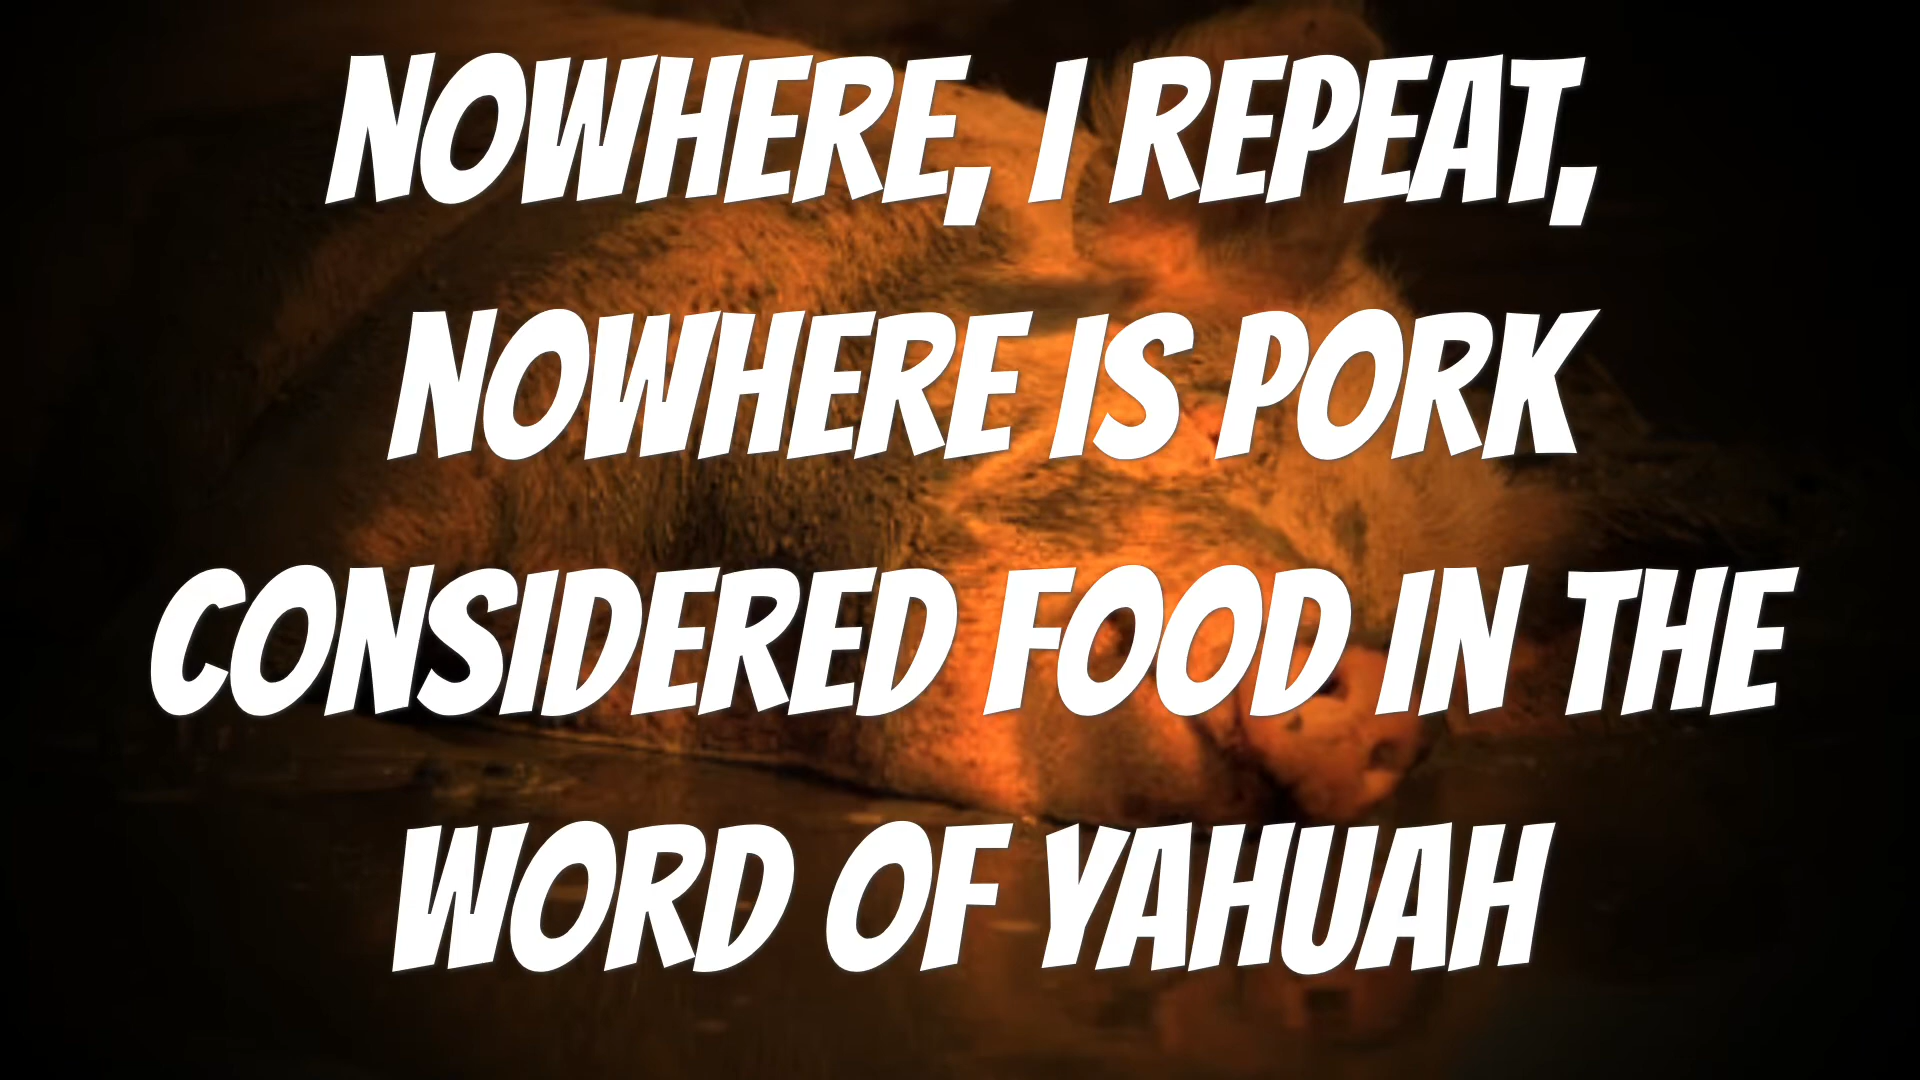 NOWHERE, I REPEAT,
NOWHERE IS PORK
CONSIDERED FOOD IN THE
WORD OF YAHUAH